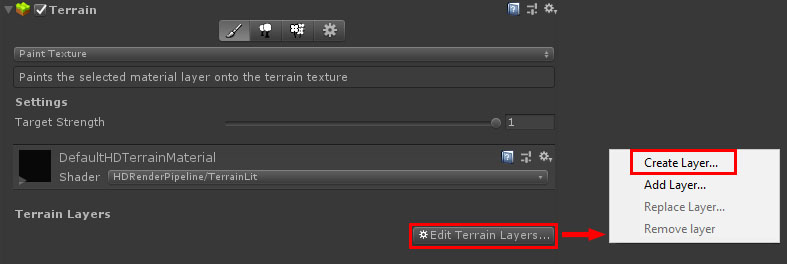 Terrain
Paint Texture
Paints the selected material layer onto the terrain texture
Settings
Target Strength 1
DefaultHDTerrainMaterial
Shader HDRenderPipeline/TerrainLit
Terrain Layers
Edit Terrain Layers...
Create Layer...
Add Layer...
Replace Layer...
Remove layer